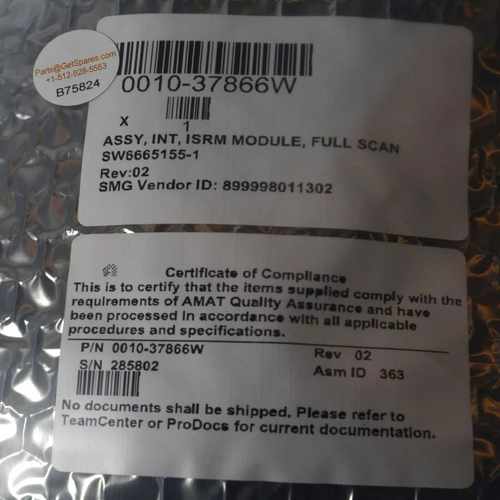 Parts@GetSpares.com
+1-512-628-5563
B75824
0010-37866W
X 1
ASSY, INT, ISRM MODULE, FULL SCAN
SW6665155-1
Rev:02
SMG Vendor ID: 899998011302
Certificate of Compliance
This is to certify that the items supplied comply with the
requirements of AMAT Quality Assurance and have
been processed in accordance with all applicable
procedures and specifications.
P/N 0010-37866W Rev 02
S/N 285802 Asm ID 363
No documents shall be shipped. Please refer to
TeamCenter or ProDocs for current documentation.